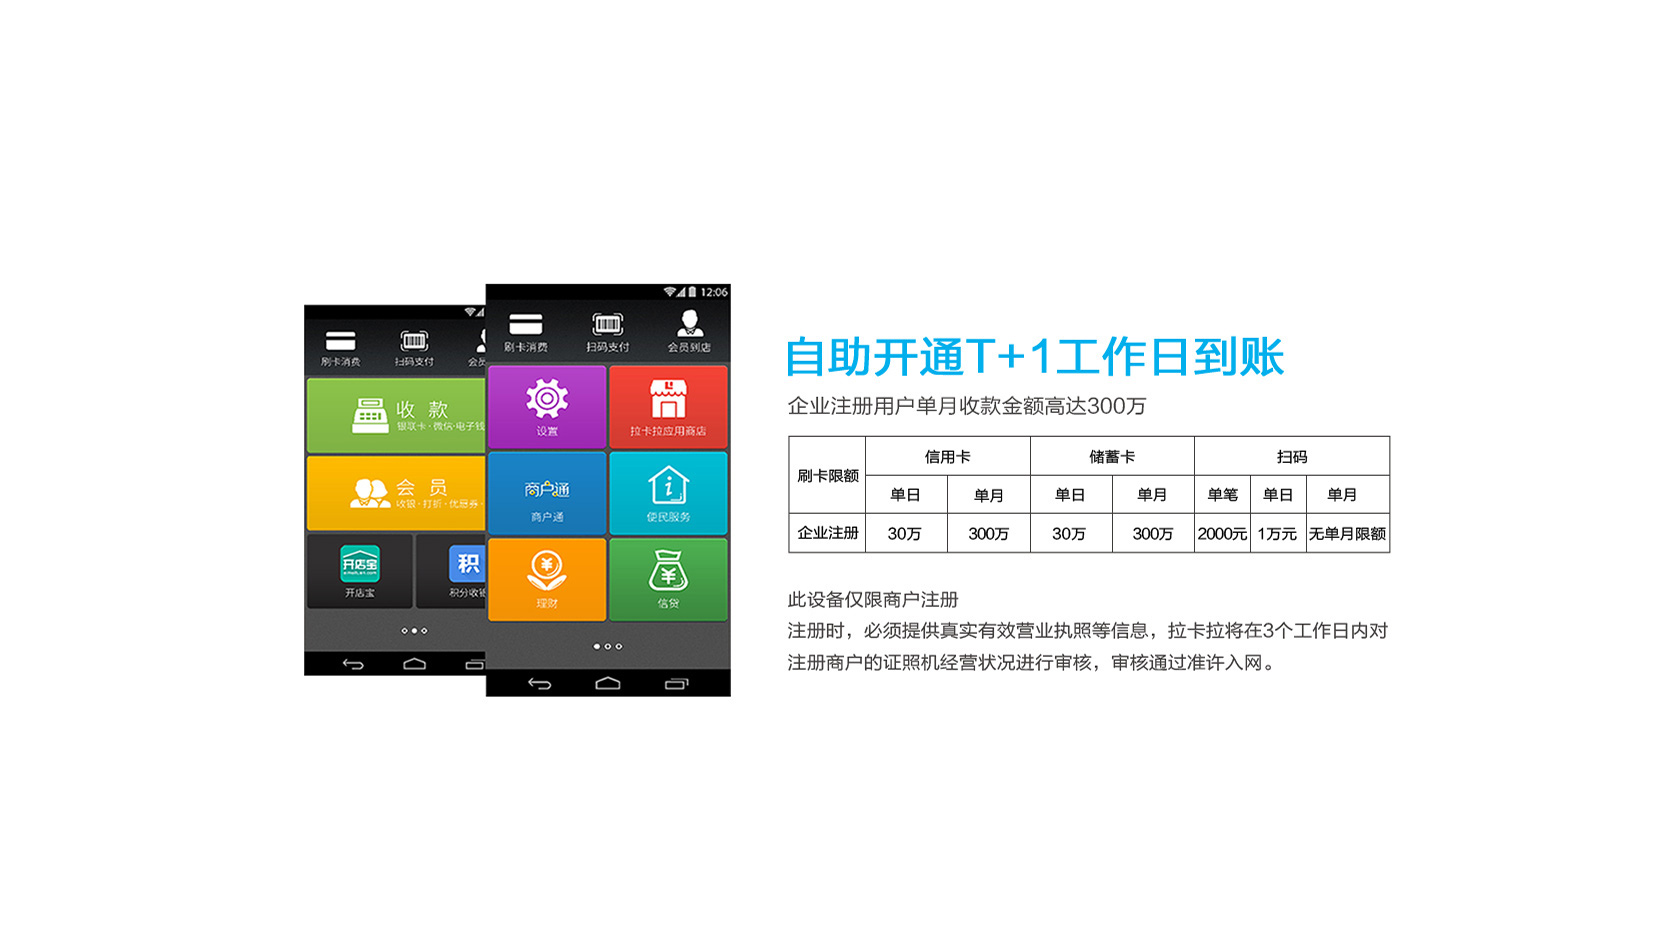 刷卡消费
扫码支付
收 款
银联卡·微信·电子钱
会 员
收银·打折·优惠券·
开店宝
开店宝
积
12:06
刷卡消费
扫码支付
会员到店
设置
拉卡拉应用商店
商户通
商户通
便民服务
理财
信贷
自助开通T+1工作日到账
企业注册用户单月收款金额高达300万
刷卡限额 信用卡 储蓄卡 扫码
单日 单月 单日 单月 单笔 单日 单月
企业注册 30万 300万 30万 300万 2000元 1万元 无单月限额
此设备仅限商户注册
注册时，必须提供真实有效营业执照等信息，拉卡拉将在3个工作日内对
注册商户的证照机经营状况进行审核，审核通过准许入网。